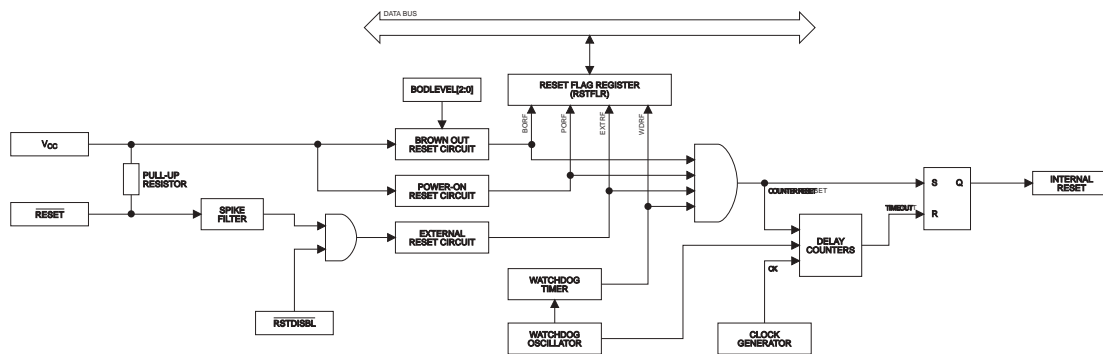 DATA BUS
BODLEVEL[2:0]
RESET FLAG REGISTER
(RSTFLR)
BORF
PORF
EXTRF
WDRF
VCC
BROWN OUT
RESET CIRCUIT
PULL-UP
RESISTOR
POWER-ON
RESET CIRCUIT
S
Q
INTERNAL
RESET
COUNTER RESET
RESET
SPIKE
FILTER
TIMEOUT
R
EXTERNAL
RESET CIRCUIT
DELAY
COUNTERS
CK
WATCHDOG
TIMER
RSTDISBL
WATCHDOG
OSCILLATOR
CLOCK
GENERATOR